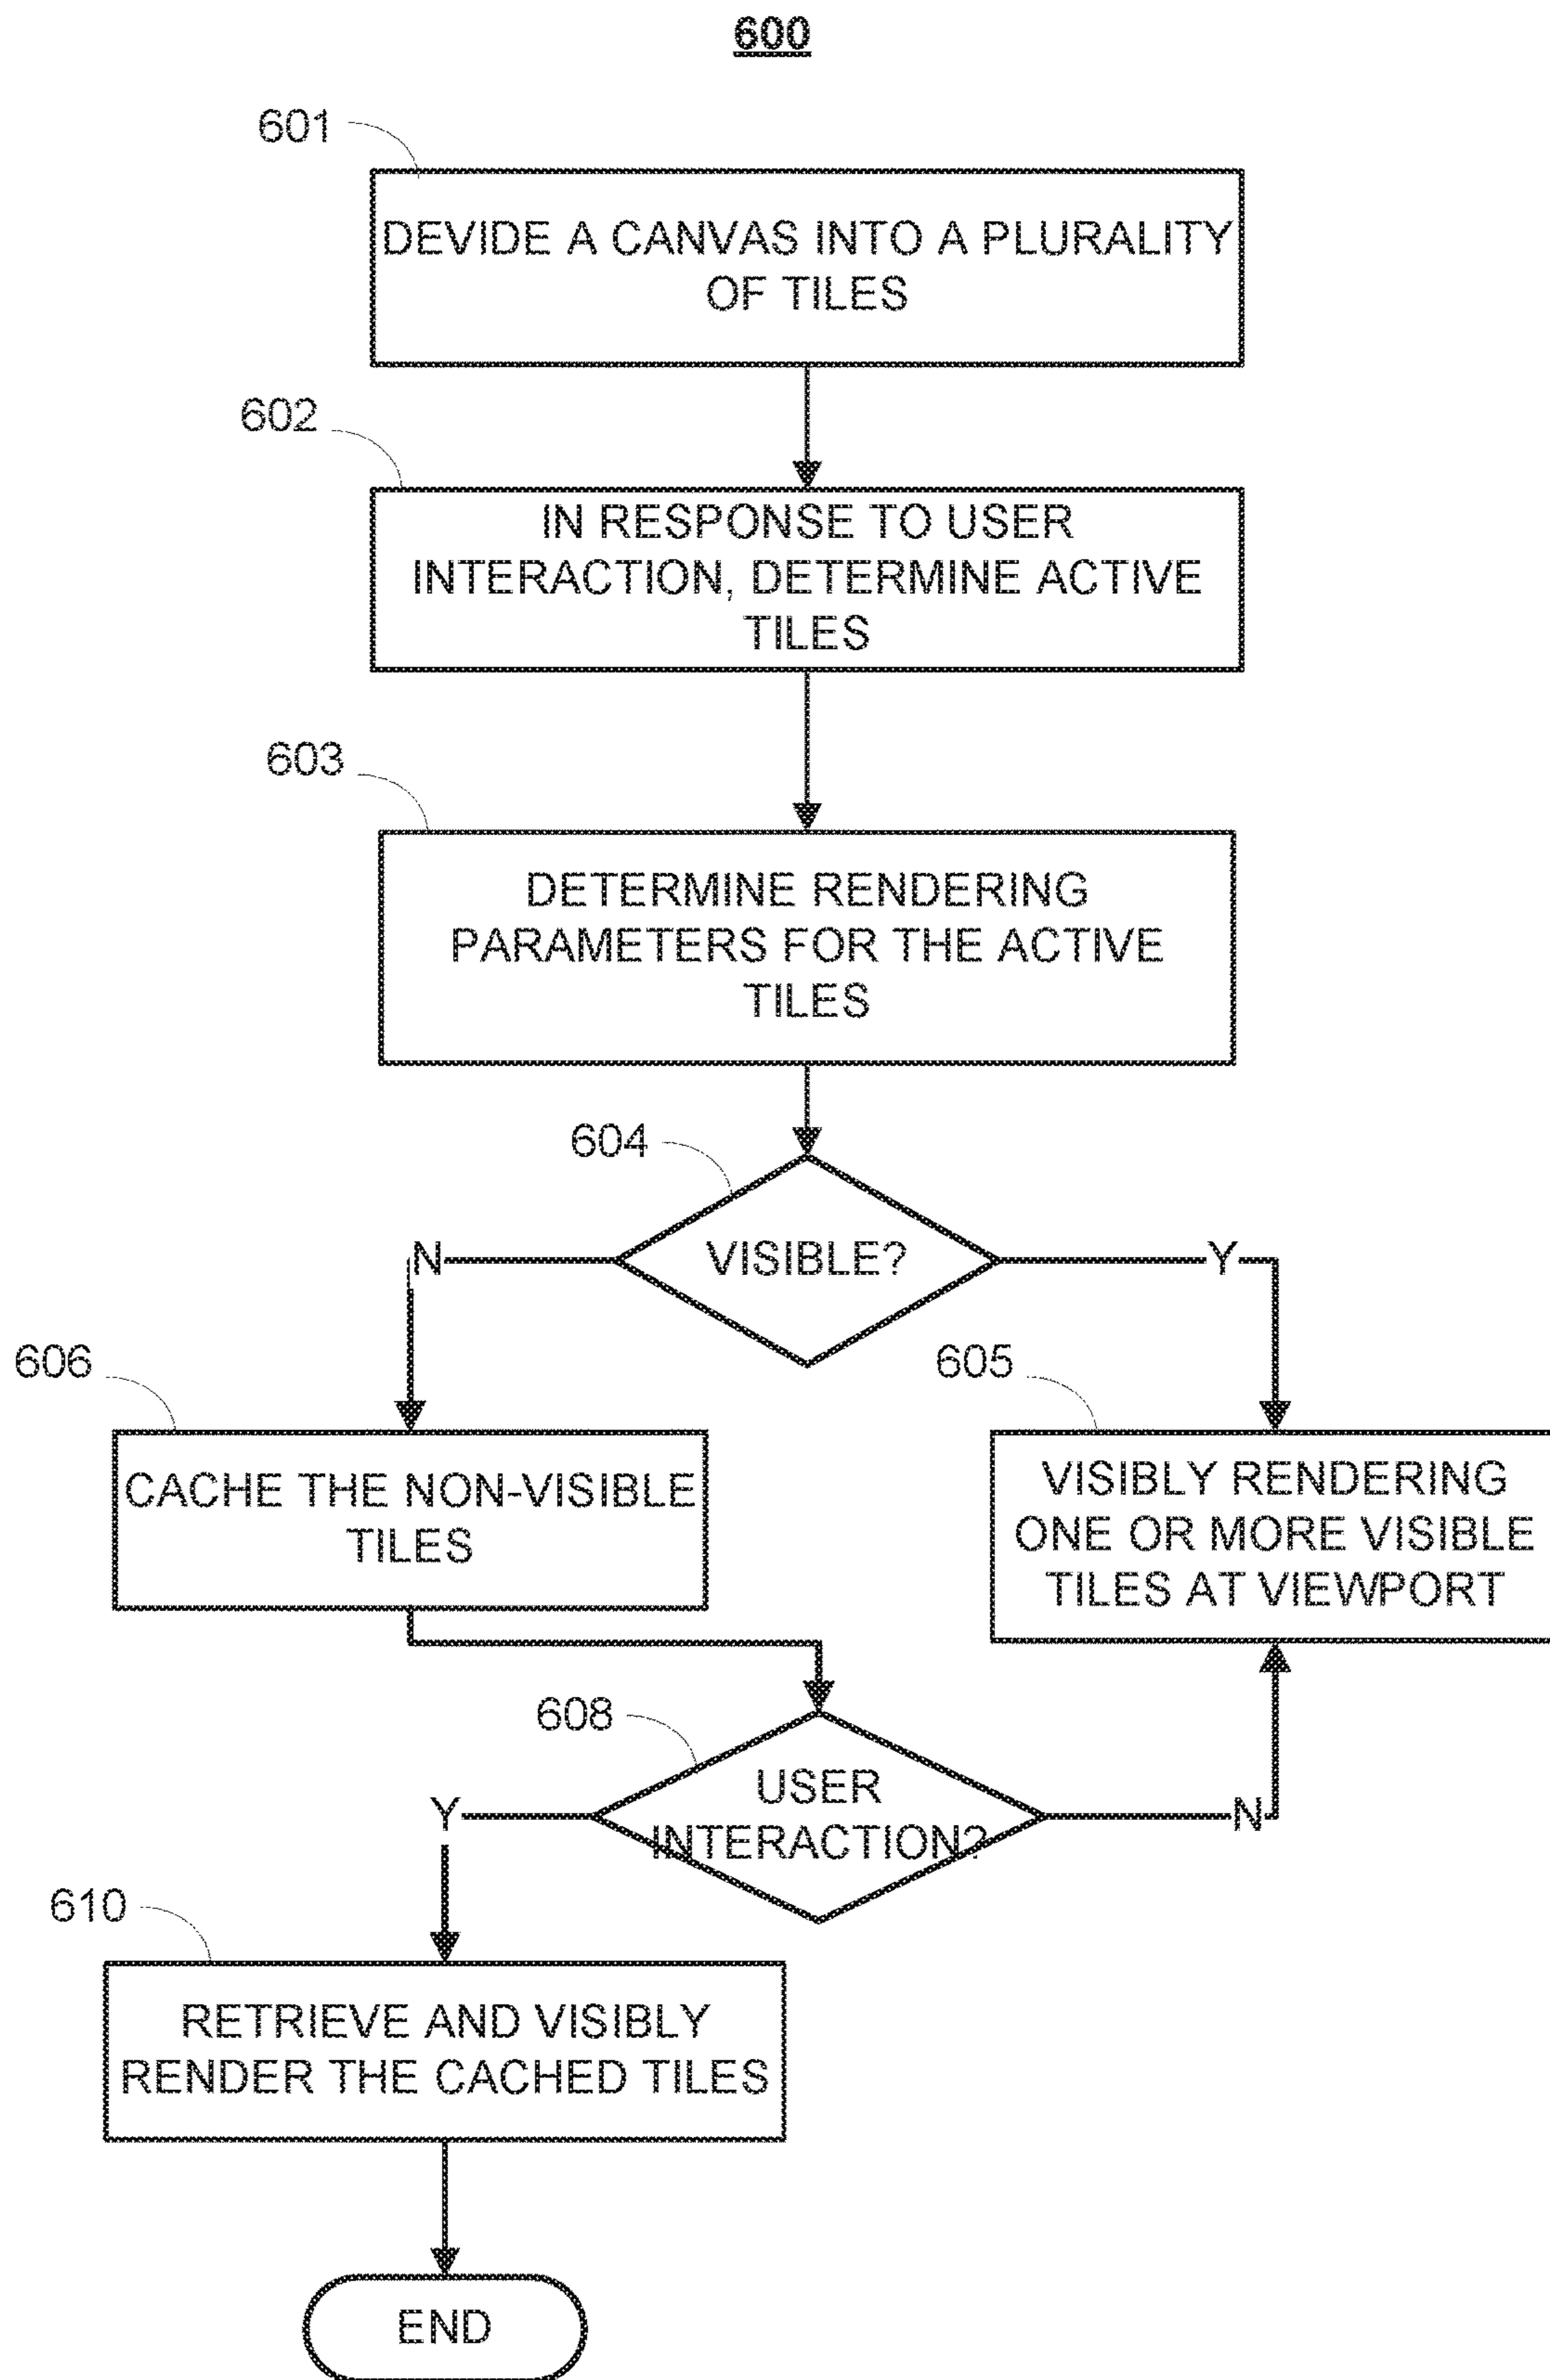 600
601
DEVIDE A CANVAS INTO A PLURALITY
OF TILES
602
IN RESPONSE TO USER
INTERACTION, DETERMINE ACTIVE
TILES
603
DETERMINE RENDERING
PARAMETERS FOR THE ACTIVE
TILES
604
VISIBLE?
N
Y
606
CACHE THE NON-VISIBLE
TILES
605
VISIBLY RENDERING
ONE OR MORE VISIBLE
TILES AT VIEWPORT
608
USER
INTERACTION?
Y
N
610
RETRIEVE AND VISIBLY
RENDER THE CACHED TILES
END